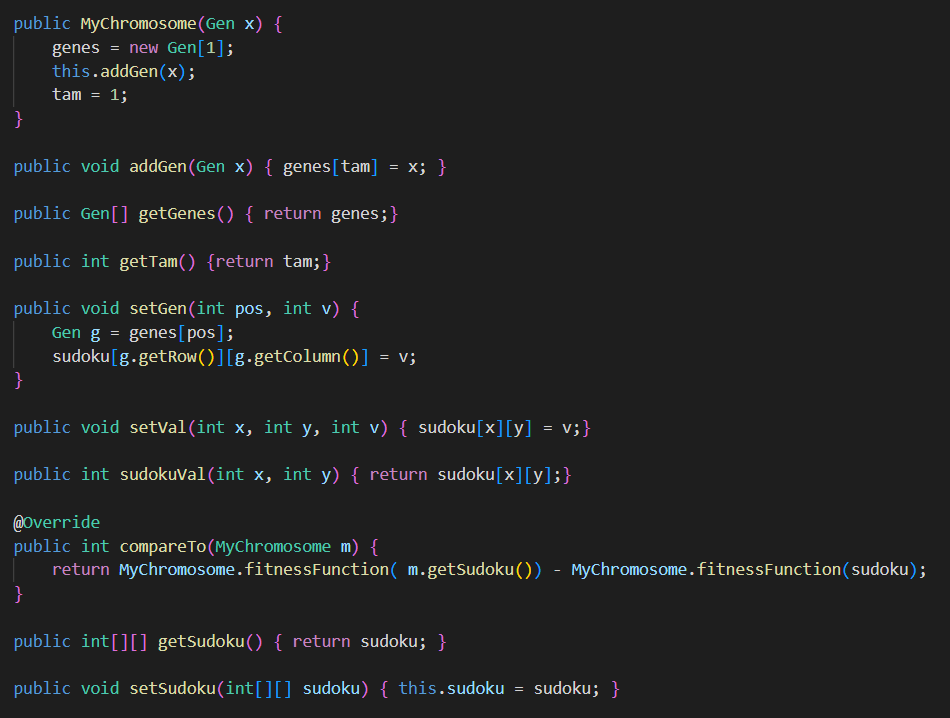 public MyChromosome(Gen x) {
    genes = new Gen[1];
    this.addGen(x);
    tam = 1;
}

public void addGen(Gen x) { genes[tam] = x; }

public Gen[] getGenes() { return genes;}

public int getTam() {return tam;}

public void setGen(int pos, int v) {
    Gen g = genes[pos];
    sudoku[g.getRow()][g.getColumn()] = v;
}

public void setVal(int x, int y, int v) { sudoku[x][y] = v;}

public int sudokuVal(int x, int y) { return sudoku[x][y];}

@Override
public int compareTo(MyChromosome m) {
    return MyChromosome.fitnessFunction( m.getSudoku()) - MyChromosome.fitnessFunction(sudoku);
}

public int[][] getSudoku() { return sudoku; }

public void setSudoku(int[][] sudoku) { this.sudoku = sudoku; }